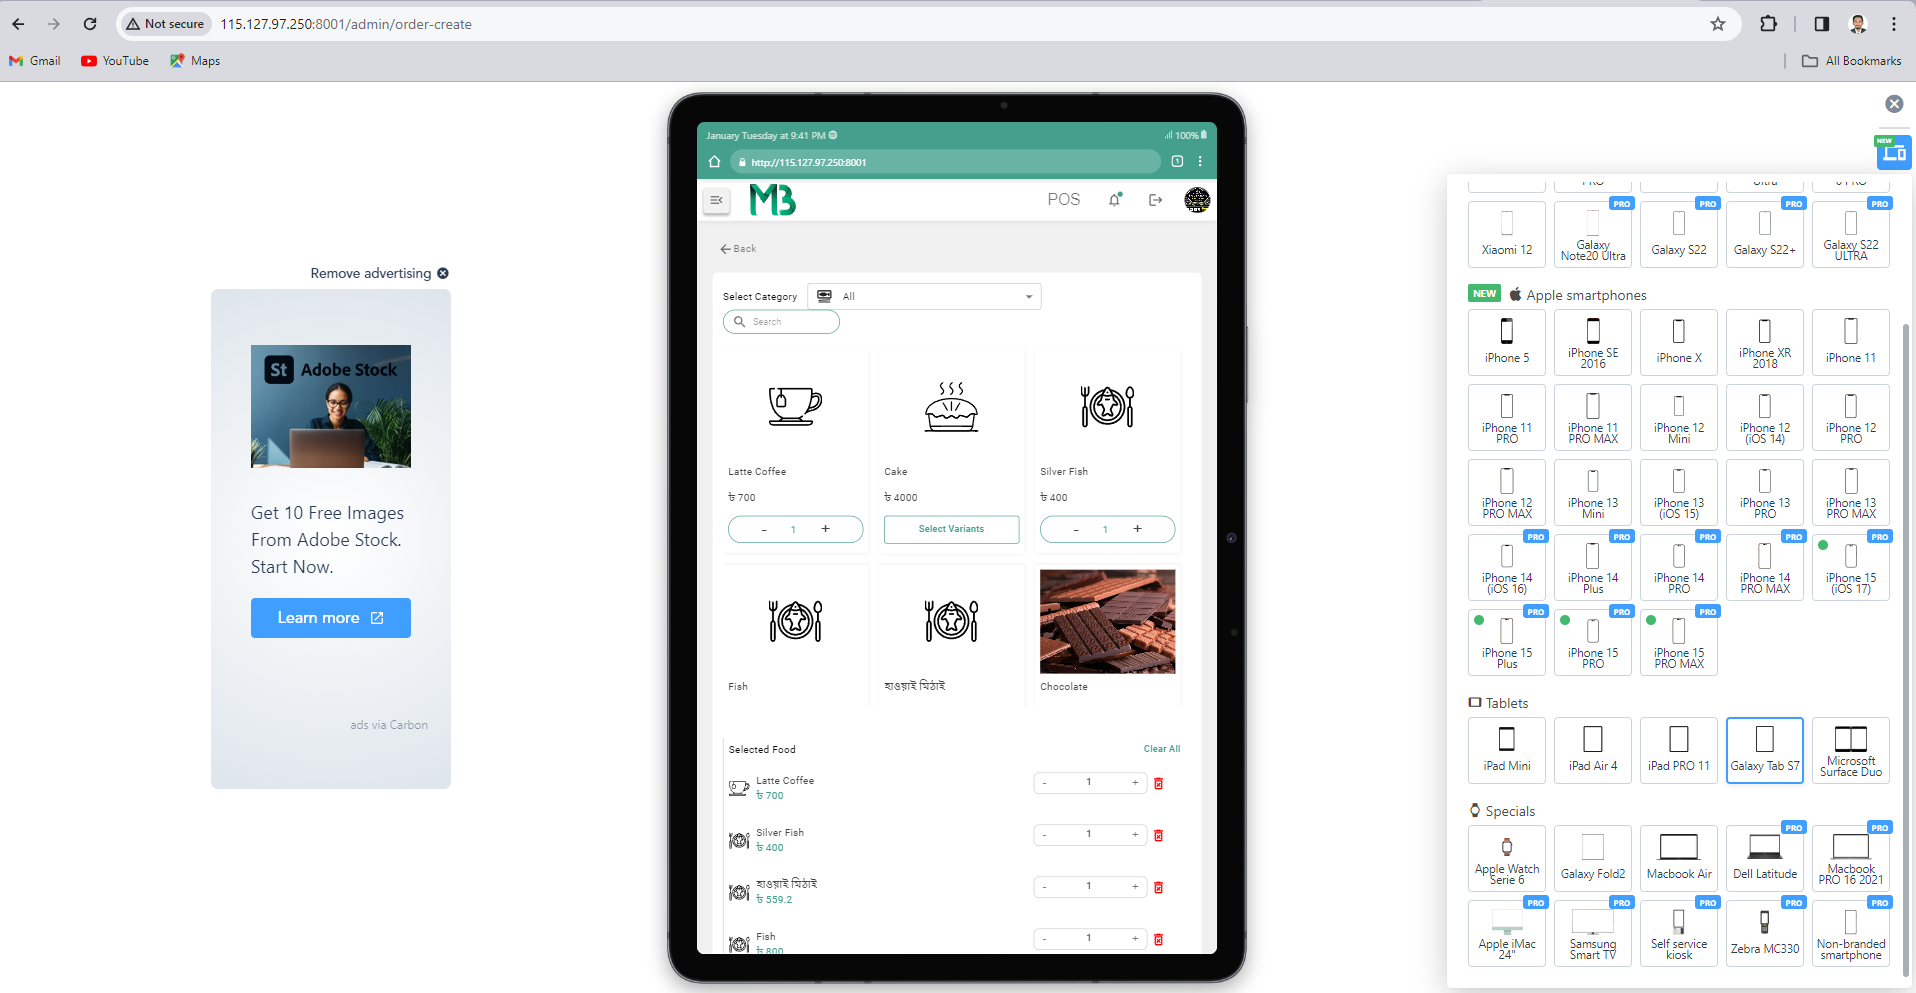 Not secure
115.127.97.250:8001/admin/order-create
Gmail
YouTube
Maps
All Bookmarks
Remove advertising
St Adobe Stock
Get 10 Free Images
From Adobe Stock.
Start Now.
Learn more
ads via Carbon
January Tuesday at 9:41 PM
100%
http://115.127.97.250:8001
1
MB
POS
Back
Select Category
All
Search
Latte Coffee
৳ 700
- 1 +
Cake
৳ 4000
Select Variants
Silver Fish
৳ 400
- 1 +
Fish
হাওয়াই মিঠাই
Chocolate
Selected Food
Clear All
Latte Coffee
৳ 700
- 1 +
Silver Fish
৳ 400
- 1 +
হাওয়াই মিঠাই
৳ 559.2
- 1 +
Fish
৳ 800
- 1 +
NEW
Xiaomi 12
PRO
Galaxy
Note20 Ultra
PRO
Galaxy S22
PRO
Galaxy S22+
PRO
Galaxy S22
ULTRA
NEW
Apple smartphones
iPhone 5
iPhone SE
2016
iPhone X
iPhone XR
2018
iPhone 11
iPhone 11
PRO
iPhone 11
PRO MAX
iPhone 12
Mini
iPhone 12
(iOS 14)
iPhone 12
PRO
iPhone 12
PRO MAX
iPhone 13
Mini
iPhone 13
(iOS 15)
iPhone 13
PRO
iPhone 13
PRO MAX
PRO
iPhone 14
(iOS 16)
PRO
iPhone 14
Plus
PRO
iPhone 14
PRO
PRO
iPhone 14
PRO MAX
PRO
iPhone 15
(iOS 17)
PRO
iPhone 15
Plus
PRO
iPhone 15
PRO
PRO
iPhone 15
PRO MAX
Tablets
iPad Mini
iPad Air 4
iPad PRO 11
Galaxy Tab S7
Microsoft
Surface Duo
Specials
Apple Watch
Serie 6
Galaxy Fold2
Macbook Air
PRO
Dell Latitude
PRO
Macbook
PRO 16 2021
PRO
Apple iMac
24"
PRO
Samsung
Smart TV
PRO
Self service
kiosk
PRO
Zebra MC330
PRO
Non-branded
smartphone